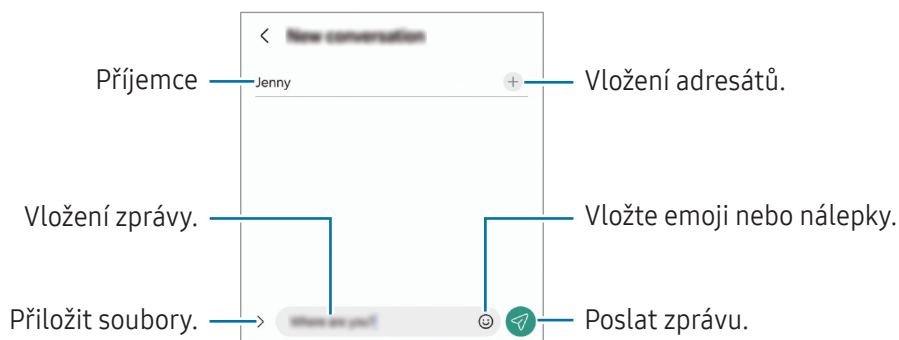 New conversation
Příjemce
Jenny
Vložení adresátů.
Vložení zprávy.
Vložte emoji nebo nálepky.
Přiložit soubory.
Where are you?
Poslat zprávu.